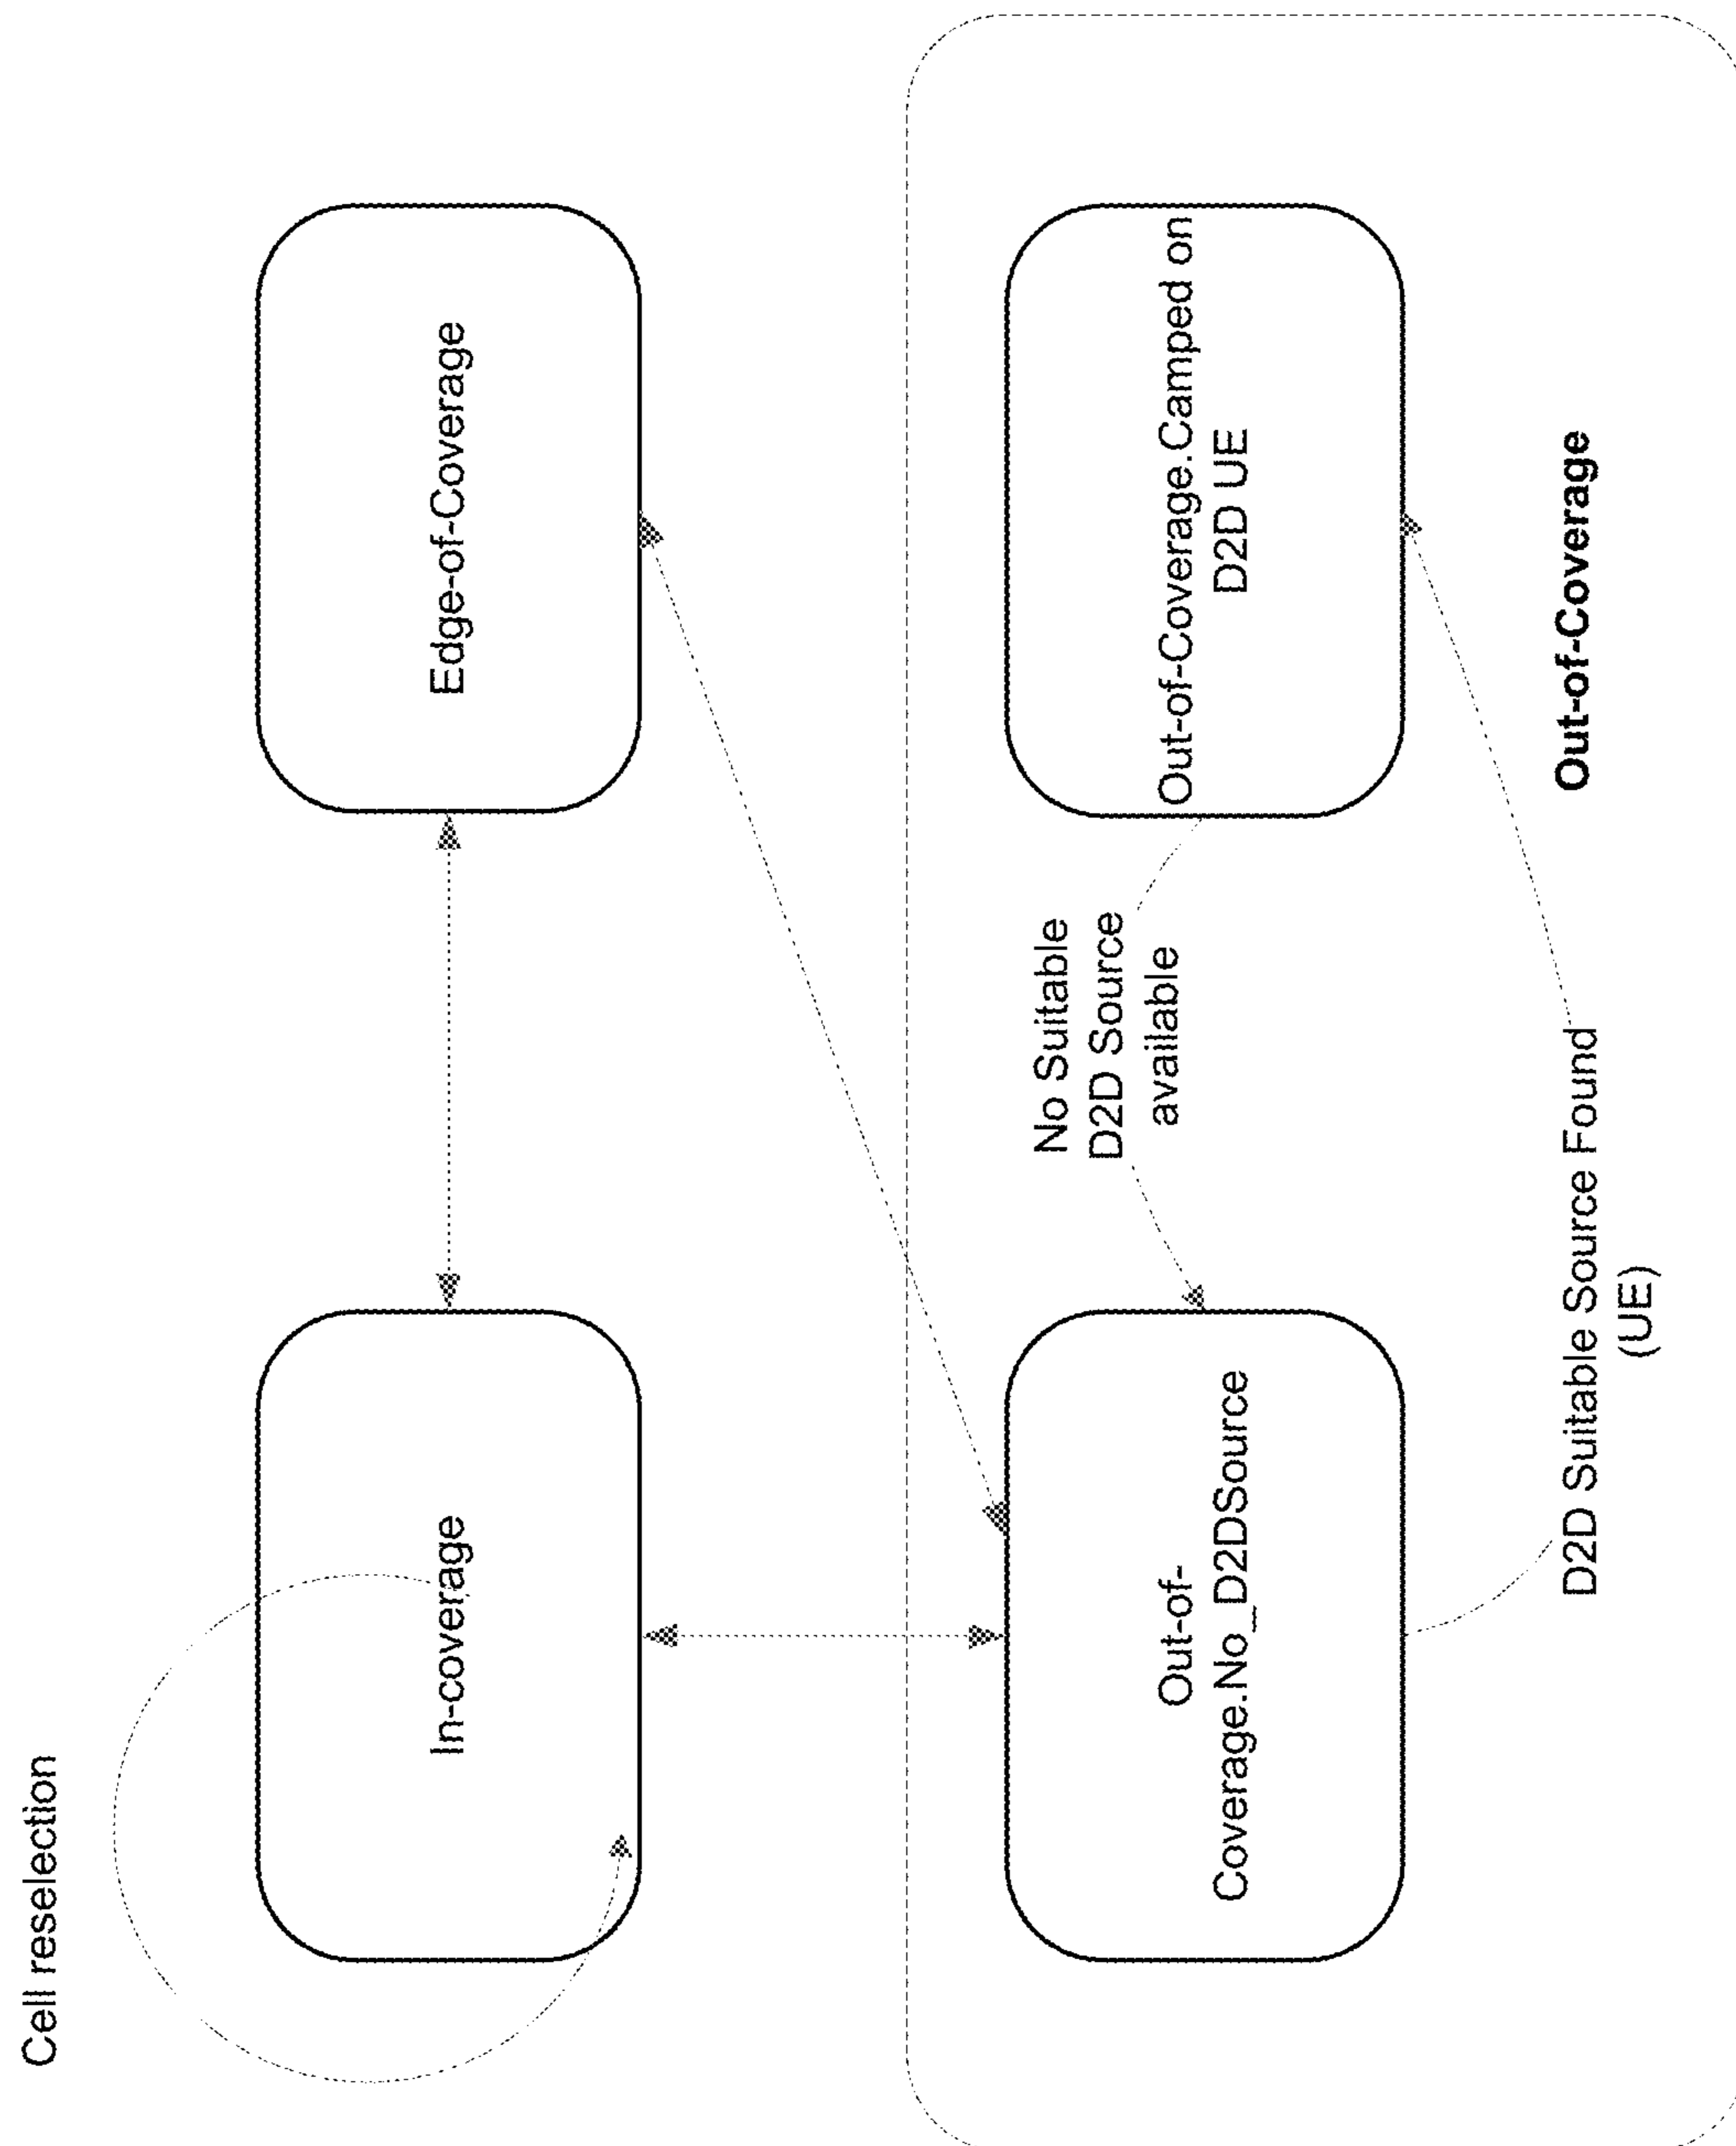 Cell reselection
In-coverage
Edge-of-Coverage
No Suitable
D2D Source
available
Out-of-
Coverage.No_D2DSource
Out-of-Coverage.Camped on
D2D UE
D2D Suitable Source Found
(UE)
Out-of-Coverage